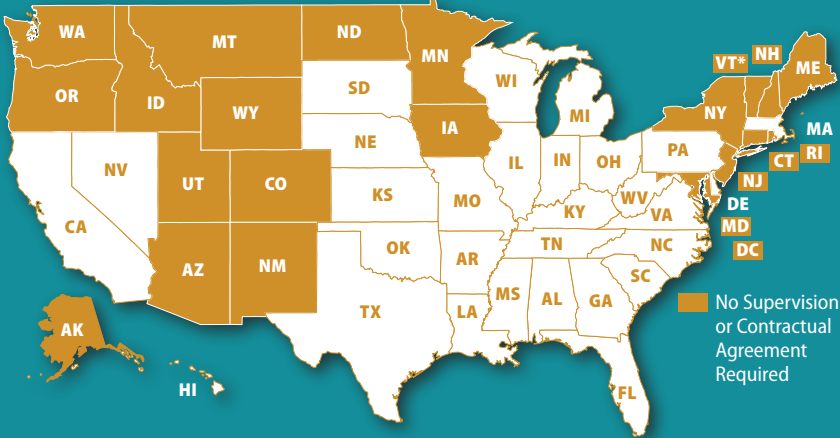 WA
MT
ND
MN
VT*
NH
ME
OR
ID
WY
SD
WI
MI
NY
MA
IA
NE
PA
CT
RI
NV
UT
CO
IL
IN
OH
NJ
CA
KS
MO
WV
VA
DE
KY
MD
AZ
NM
OK
AR
TN
NC
DC
SC
TX
LA
MS
AL
GA
AK
HI
FL
No Supervision
or Contractual
Agreement
Required